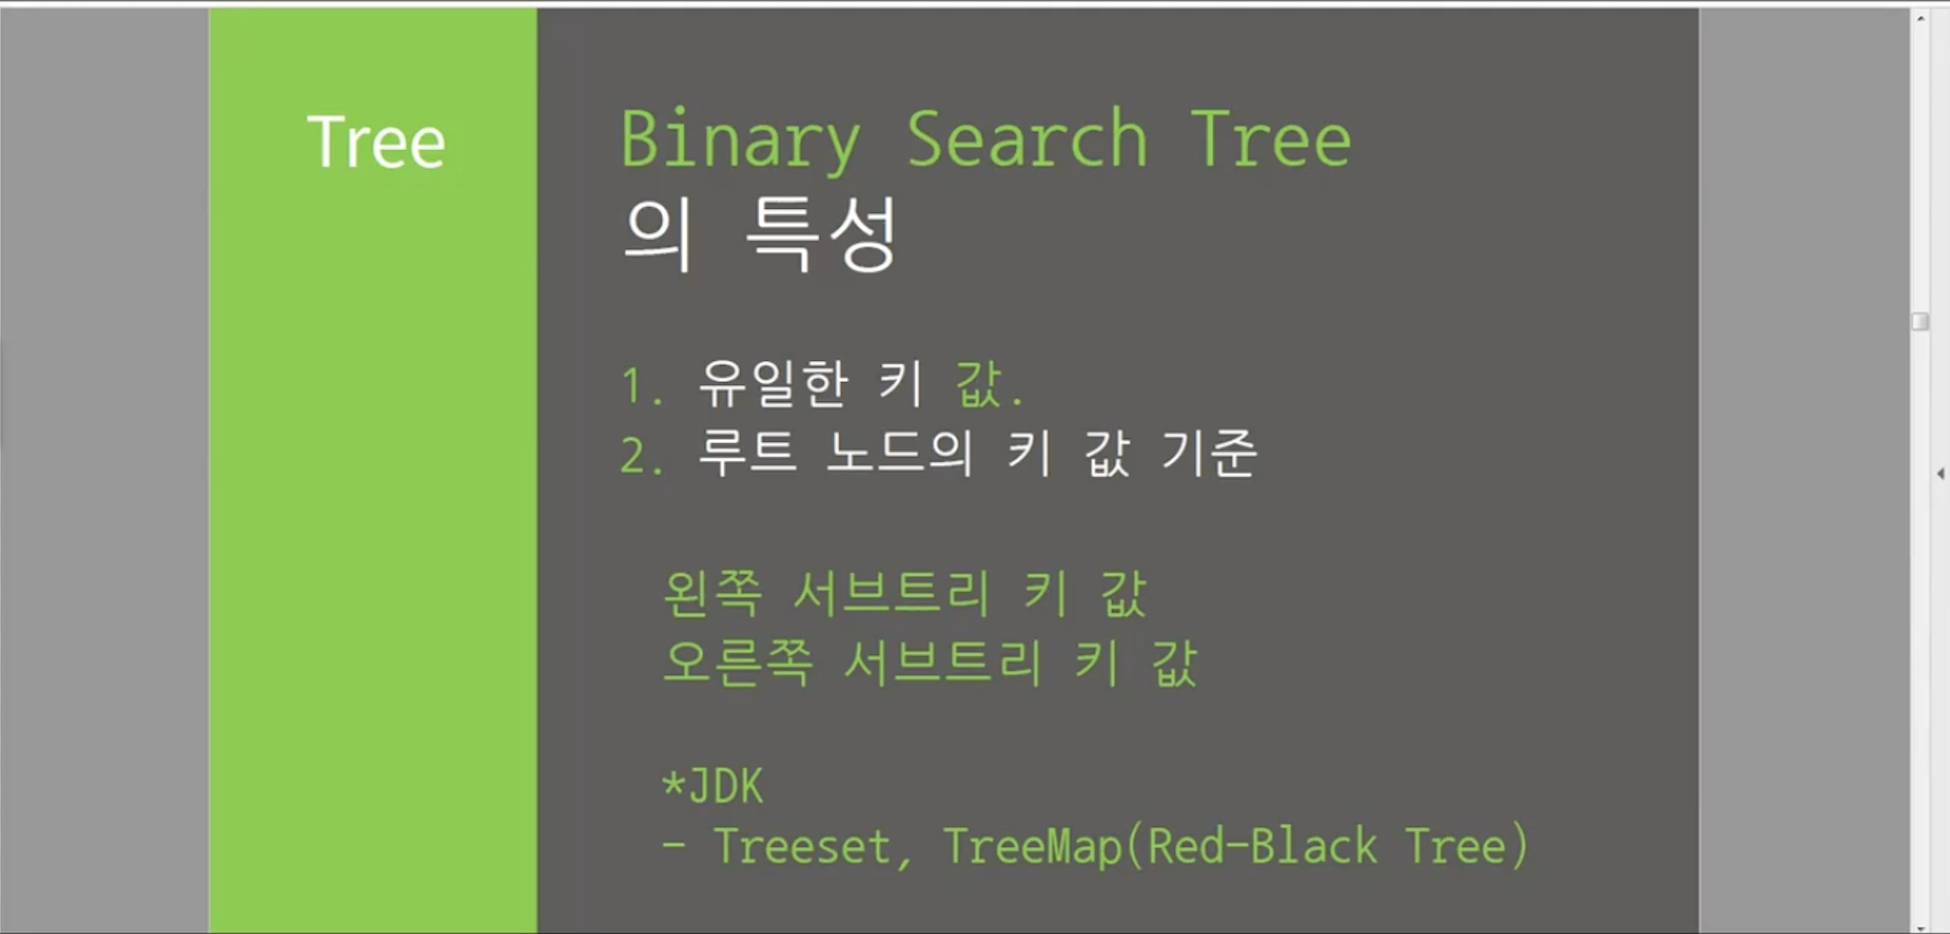 Tree
Binary Search Tree
의 특성
1. 유일한 키 값.
2. 루트 노드의 키 값 기준
왼쪽 서브트리 키 값
오른쪽 서브트리 키 값
*JDK
- Treeset, TreeMap(Red-Black Tree)